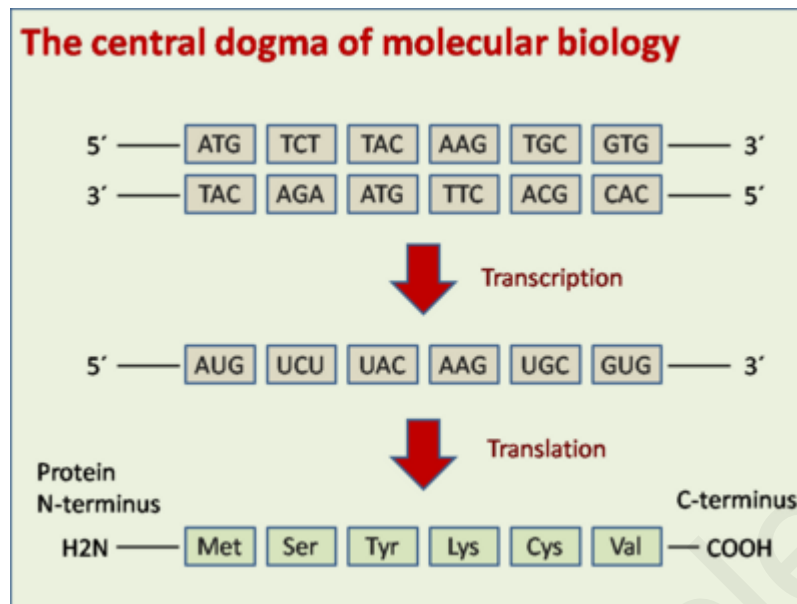 The central dogma of molecular biology
5´ ATG TCT TAC AAG TGC GTG 3´
3´ TAC AGA ATG TTC ACG CAC 5´
Transcription
5´ AUG UCU UAC AAG UGC GUG 3´
Translation
Protein
N-terminus
C-terminus
H2N Met Ser Tyr Lys Cys Val COOH